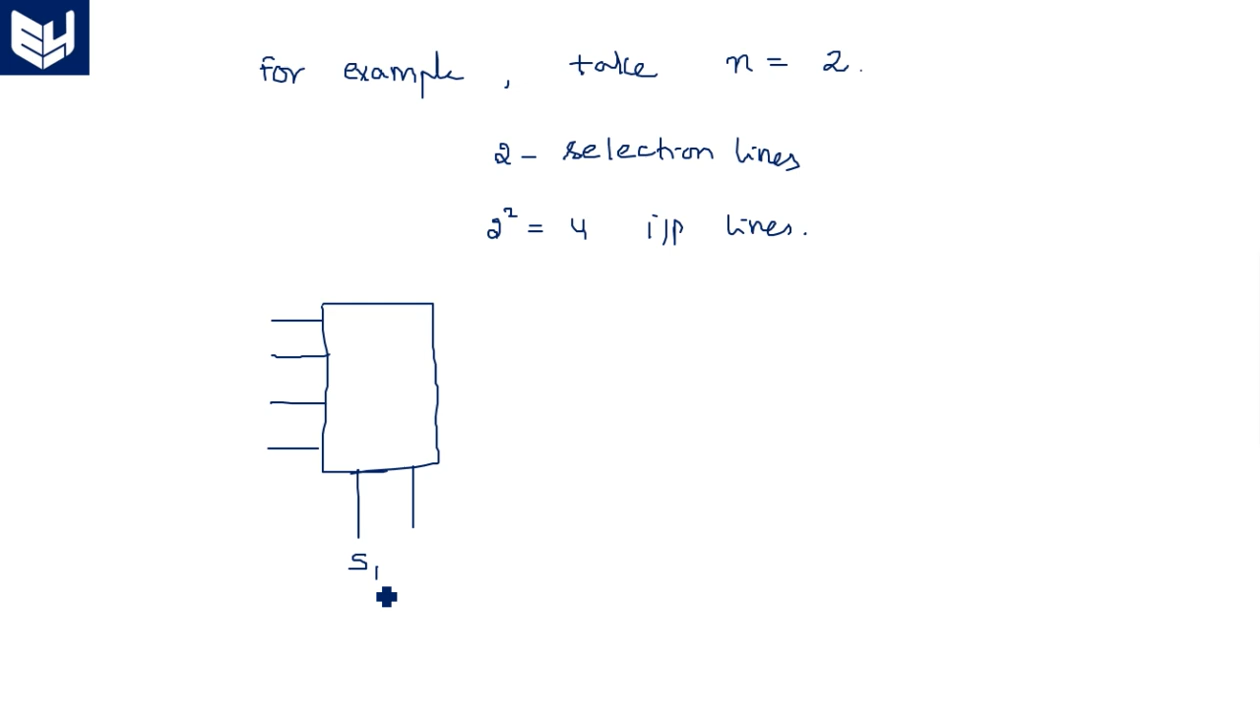 for example , take n = 2.
2 - selection lines
2² = 4 i/p lines.
S₁